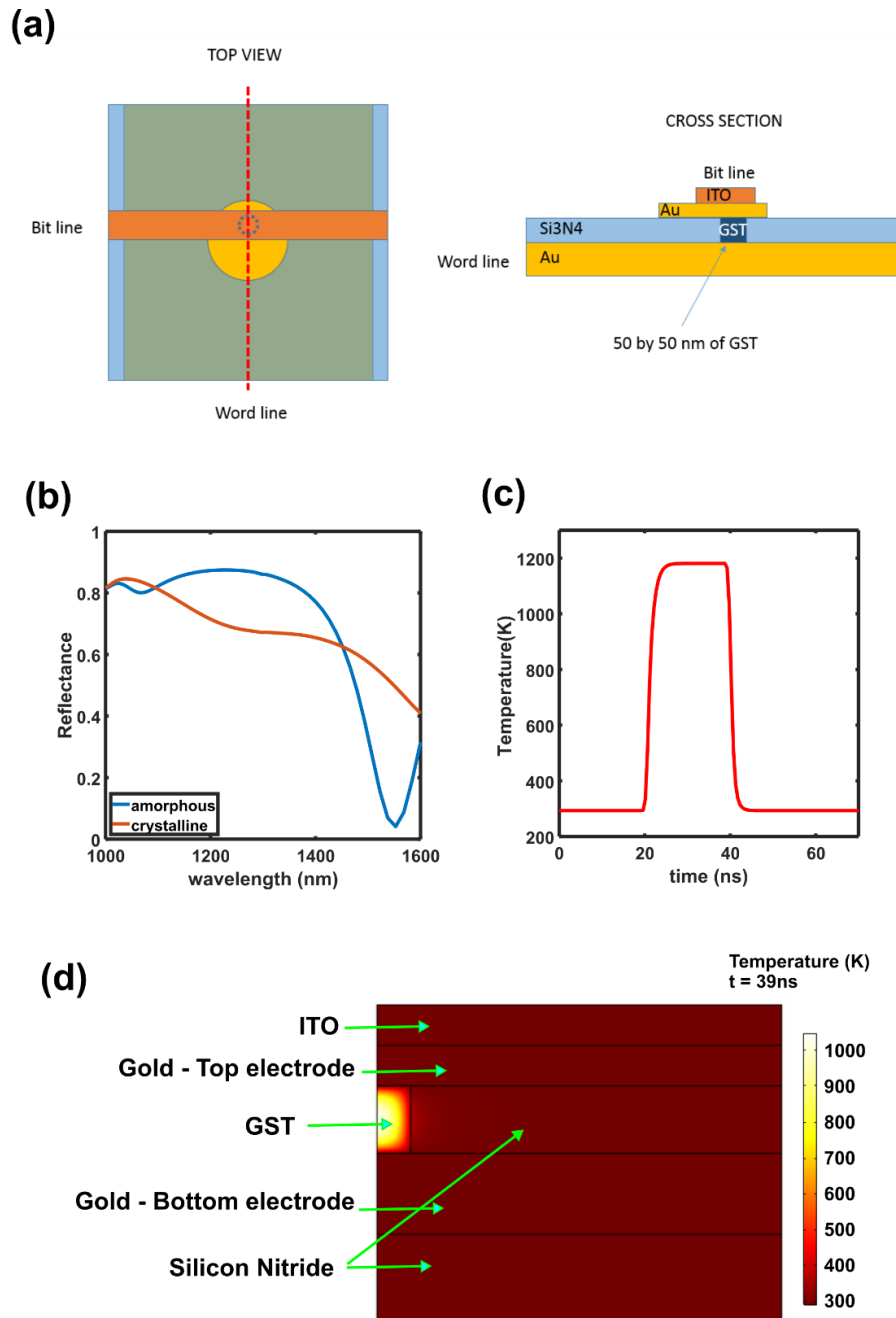 (a)
TOP VIEW
Bit line
Word line
CROSS SECTION
Bit line
ITO
Au
Si3N4
GST
Word line
Au
50 by 50 nm of GST
(b)
1
0.8
0.6
0.4
0.2
0
Reflectance
amorphous
crystalline
1000 1200 1400 1600
wavelength (nm)
(c)
1200
1000
800
600
400
200
Temperature(K)
0 20 40 60
time (ns)
(d)
Temperature (K)
t = 39ns
ITO
Gold - Top electrode
GST
Gold - Bottom electrode
Silicon Nitride
1000
900
800
700
600
500
400
300